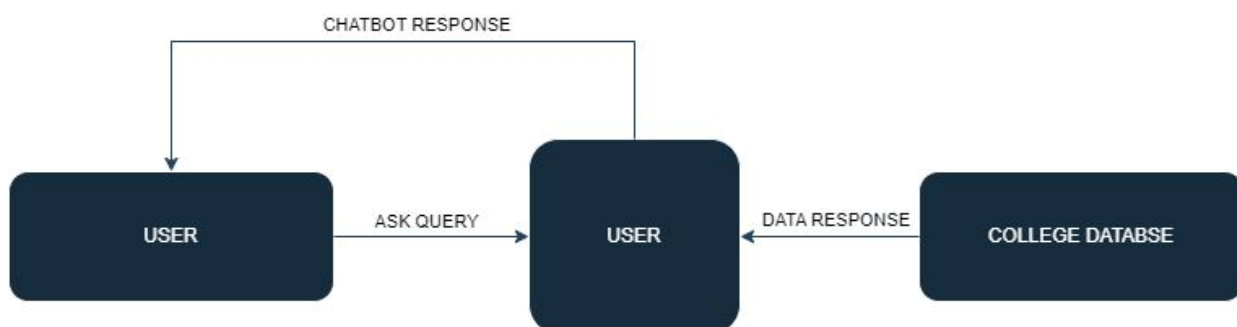 CHATBOT RESPONSE
USER
ASK QUERY
USER
DATA RESPONSE
COLLEGE DATABSE